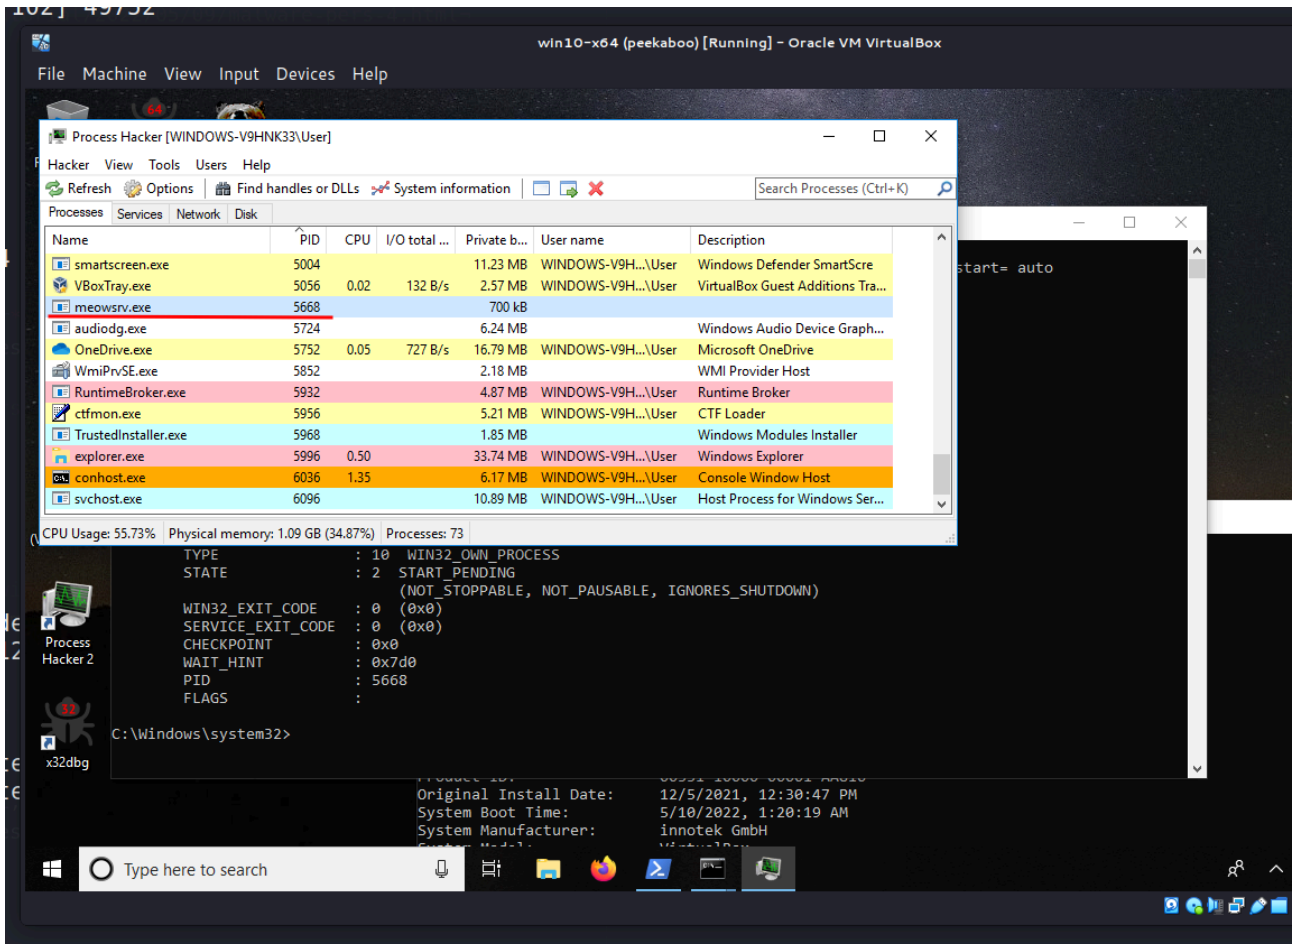 102] 49752
win10-x64 (peekaboo) [Running] - Oracle VM VirtualBox
File Machine View Input Devices Help
64
Process Hacker [WINDOWS-V9HNK33\User]
Hacker View Tools Users Help
Refresh Options Find handles or DLLs System information Search Processes (Ctrl+K)
Processes Services Network Disk
Name PID CPU I/O total ... Private b... User name Description
smartscreen.exe 5004 11.23 MB WINDOWS-V9H...\User Windows Defender SmartScre
VBoxTray.exe 5056 0.02 132 B/s 2.57 MB WINDOWS-V9H...\User VirtualBox Guest Additions Tra...
meowsrv.exe 5668 700 kB
audiodg.exe 5724 6.24 MB Windows Audio Device Graph...
OneDrive.exe 5752 0.05 727 B/s 16.79 MB WINDOWS-V9H...\User Microsoft OneDrive
WmiPrvSE.exe 5852 2.18 MB WMI Provider Host
RuntimeBroker.exe 5932 4.87 MB WINDOWS-V9H...\User Runtime Broker
ctfmon.exe 5956 5.21 MB WINDOWS-V9H...\User CTF Loader
TrustedInstaller.exe 5968 1.85 MB Windows Modules Installer
explorer.exe 5996 0.50 33.74 MB WINDOWS-V9H...\User Windows Explorer
conhost.exe 6036 1.35 6.17 MB WINDOWS-V9H...\User Console Window Host
svchost.exe 6096 10.89 MB WINDOWS-V9H...\User Host Process for Windows Ser...
CPU Usage: 55.73% Physical memory: 1.09 GB (34.87%) Processes: 73
start= auto
TYPE : 10 WIN32_OWN_PROCESS
STATE : 2 START_PENDING
(NOT_STOPPABLE, NOT_PAUSABLE, IGNORES_SHUTDOWN)
WIN32_EXIT_CODE : 0 (0x0)
SERVICE_EXIT_CODE : 0 (0x0)
CHECKPOINT : 0x0
WAIT_HINT : 0x7d0
PID : 5668
FLAGS :
C:\Windows\system32>
Process
Hacker 2
32
x32dbg
Original Install Date: 12/5/2021, 12:30:47 PM
System Boot Time: 5/10/2022, 1:20:19 AM
System Manufacturer: innotek GmbH
Type here to search